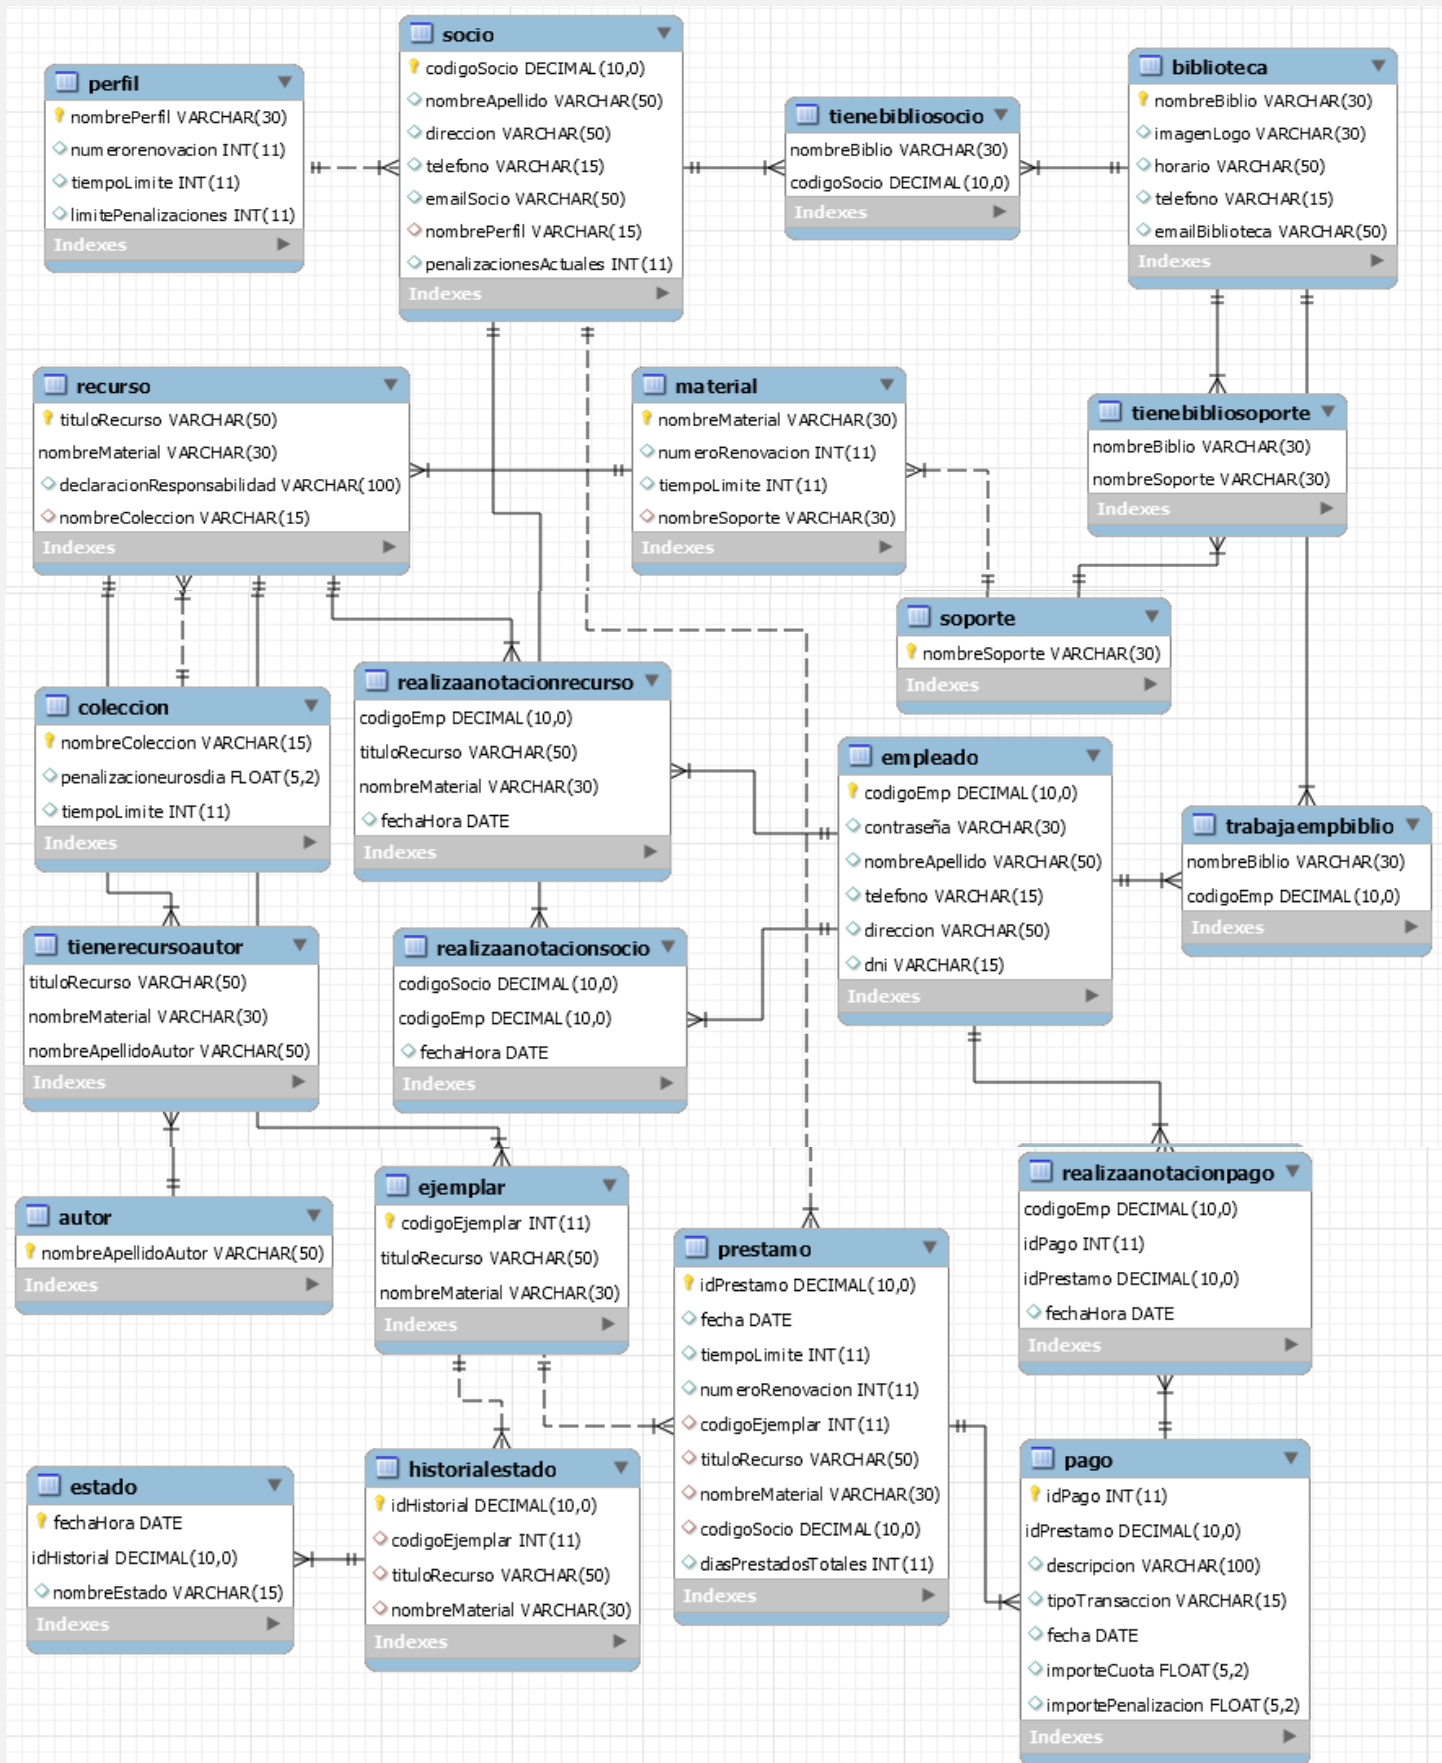 perfil
nombrePerfil VARCHAR(30)
numerorenovacion INT(11)
tiempoLimite INT(11)
limitePenalizaciones INT(11)
Indexes
socio
codigoSocio DECIMAL(10,0)
nombreApellido VARCHAR(50)
direccion VARCHAR(50)
telefono VARCHAR(15)
emailSocio VARCHAR(50)
nombrePerfil VARCHAR(15)
penalizacionesActuales INT(11)
Indexes
tienebibliosocio
nombreBiblio VARCHAR(30)
codigoSocio DECIMAL(10,0)
Indexes
biblioteca
nombreBiblio VARCHAR(30)
imagenLogo VARCHAR(30)
horario VARCHAR(50)
telefono VARCHAR(15)
emailBiblioteca VARCHAR(50)
Indexes
recurso
tituloRecurso VARCHAR(50)
nombreMaterial VARCHAR(30)
declaracionResponsabilidad VARCHAR(100)
nombreColeccion VARCHAR(15)
Indexes
material
nombreMaterial VARCHAR(30)
numeroRenovacion INT(11)
tiempoLimite INT(11)
nombreSoporte VARCHAR(30)
Indexes
tienebibliosoporte
nombreBiblio VARCHAR(30)
nombreSoporte VARCHAR(30)
Indexes
soporte
nombreSoporte VARCHAR(30)
Indexes
coleccion
nombreColeccion VARCHAR(15)
penalizacioneurosdia FLOAT(5,2)
tiempoLimite INT(11)
Indexes
realizaanotacionrecurso
codigoEmp DECIMAL(10,0)
tituloRecurso VARCHAR(50)
nombreMaterial VARCHAR(30)
fechaHora DATE
Indexes
empleado
codigoEmp DECIMAL(10,0)
contraseña VARCHAR(30)
nombreApellido VARCHAR(50)
telefono VARCHAR(15)
direccion VARCHAR(50)
dni VARCHAR(15)
Indexes
trabajaempbiblio
nombreBiblio VARCHAR(30)
codigoEmp DECIMAL(10,0)
Indexes
tienerecursoautor
tituloRecurso VARCHAR(50)
nombreMaterial VARCHAR(30)
nombreApellidoAutor VARCHAR(50)
Indexes
realizaanotacionsocio
codigoSocio DECIMAL(10,0)
codigoEmp DECIMAL(10,0)
fechaHora DATE
Indexes
autor
nombreApellidoAutor VARCHAR(50)
Indexes
ejemplar
codigoEjemplar INT(11)
tituloRecurso VARCHAR(50)
nombreMaterial VARCHAR(30)
Indexes
prestamo
idPrestamo DECIMAL(10,0)
fecha DATE
tiempoLimite INT(11)
numeroRenovacion INT(11)
codigoEjemplar INT(11)
tituloRecurso VARCHAR(50)
nombreMaterial VARCHAR(30)
codigoSocio DECIMAL(10,0)
diasPrestadosTotales INT(11)
Indexes
realizaanotacionpago
codigoEmp DECIMAL(10,0)
idPago INT(11)
idPrestamo DECIMAL(10,0)
fechaHora DATE
Indexes
estado
fechaHora DATE
idHistorial DECIMAL(10,0)
nombreEstado VARCHAR(15)
Indexes
historialestado
idHistorial DECIMAL(10,0)
codigoEjemplar INT(11)
tituloRecurso VARCHAR(50)
nombreMaterial VARCHAR(30)
Indexes
pago
idPago INT(11)
idPrestamo DECIMAL(10,0)
descripcion VARCHAR(100)
tipoTransaccion VARCHAR(15)
fecha DATE
importeCuota FLOAT(5,2)
importePenalizacion FLOAT(5,2)
Indexes